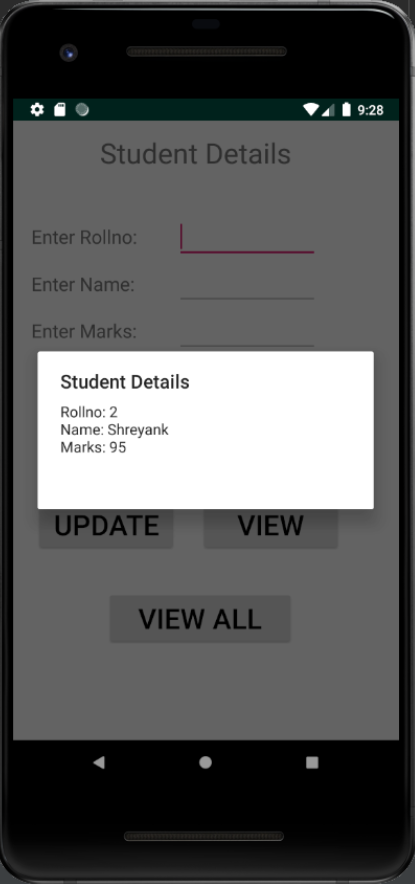 9:28
Student Details
Enter Rollno:
Enter Name:
Enter Marks:
Student Details
Rollno: 2
Name: Shreyank
Marks: 95
UPDATE VIEW
VIEW ALL